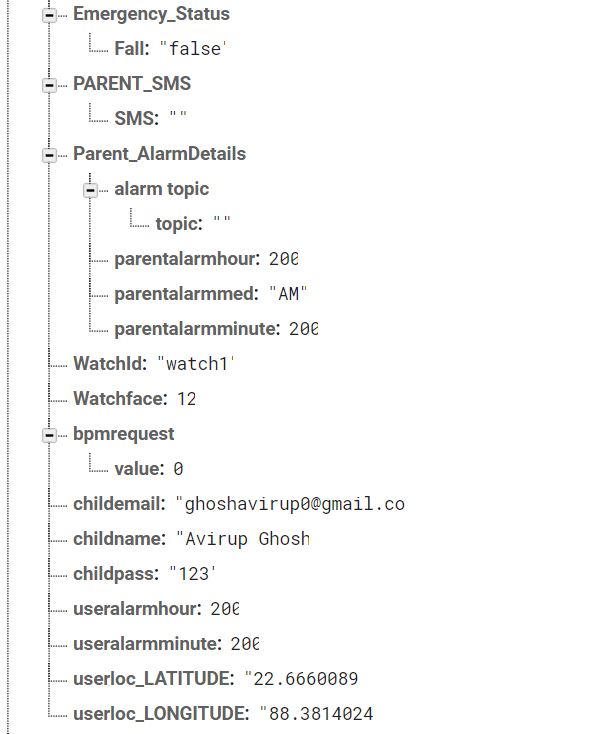 Emergency_Status
Fall: "false'
PARENT_SMS
SMS: ""
Parent_AlarmDetails
alarm topic
topic: ""
parentalarmhour: 200
parentalarmmed: "AM"
parentalarmminute: 200
WatchId: "watch1'
Watchface: 12
bpmrequest
value: 0
childemail: "ghoshavirup0@gmail.co
childname: "Avirup Ghosh
childpass: "123'
useralarmhour: 200
useralarmminute: 200
userloc_LATITUDE: "22.6660089
userloc_LONGITUDE: "88.3814024